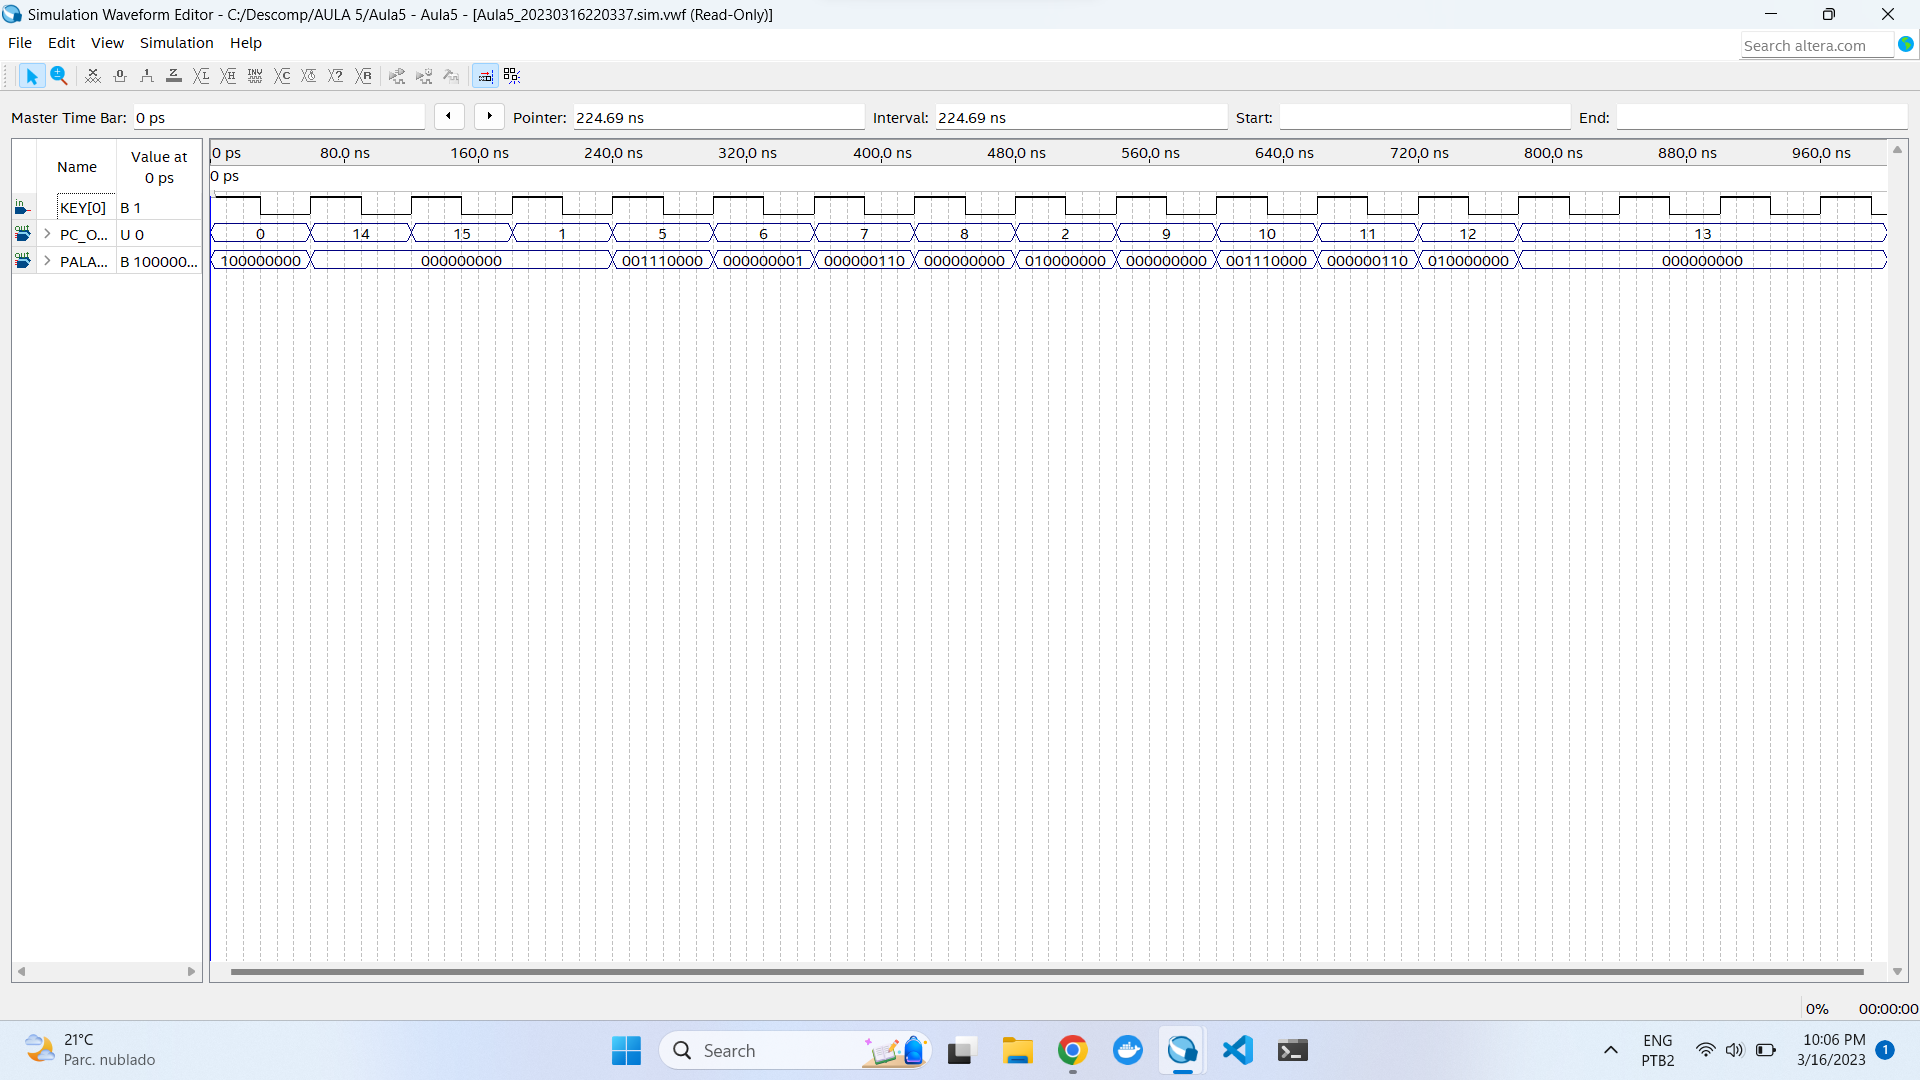 Simulation Waveform Editor - C:/Descomp/AULA 5/Aula5 - Aula5 - [Aula5_20230316220337.sim.vwf (Read-Only)]
File Edit View Simulation Help
Search altera.com
Master Time Bar: 0 ps Pointer: 224.69 ns Interval: 224.69 ns Start: End:
Name Value at 0 ps
0 ps 80.0 ns 160.0 ns 240.0 ns 320.0 ns 400.0 ns 480.0 ns 560.0 ns 640.0 ns 720.0 ns 800.0 ns 880.0 ns 960.0 ns
0 ps
in KEY[0] B 1
out PC_O... U 0 0 14 15 1 5 6 7 8 2 9 10 11 12 13
out PALA... B 100000... 100000000 000000000 001110000 000000001 000000110 000000000 010000000 000000000 001110000 000000110 010000000 000000000
0% 00:00:00
21°C
Parc. nublado
Search
ENG
PTB2
10:06 PM
3/16/2023
1